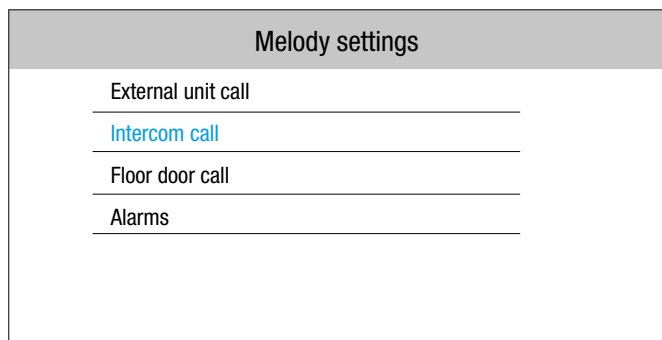 Melody settings
External unit call
Intercom call
Floor door call
Alarms